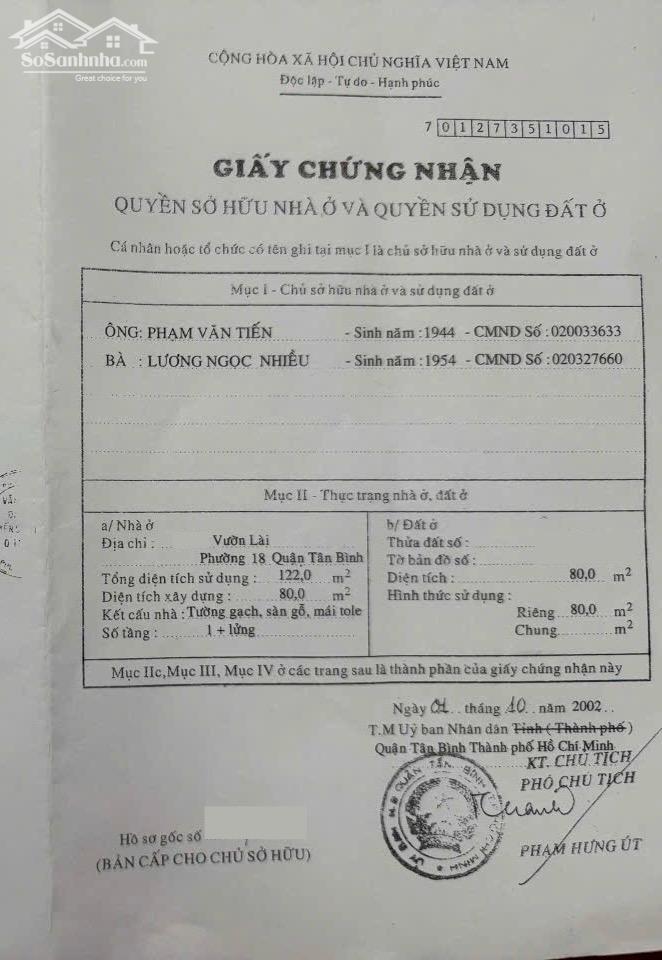 SoSanhnha.com
Great choice for you
CỘNG HÒA XÃ HỘI CHỦ NGHĨA VIỆT NAM
Độc lập - Tự do - Hạnh phúc
7 0 1 2 7 3 5 1 0 1 5
GIẤY CHỨNG NHẬN
QUYỀN SỞ HỮU NHÀ Ở VÀ QUYỀN SỬ DỤNG ĐẤT Ở
Cá nhân hoặc tổ chức có tên ghi tại mục I là chủ sở hữu nhà ở và sử dụng đất ở
Mục I - Chủ sở hữu nhà ở và sử dụng đất ở
ÔNG: PHẠM VĂN TIẾN - Sinh năm : 1944 - CMND Số : 020033633
BÀ : LƯƠNG NGỌC NHIỀU - Sinh năm : 1954 - CMND Số : 020327660
Mục II - Thực trạng nhà ở, đất ở
a/ Nhà ở
Địa chỉ : Vườn Lài
Phường 18 Quận Tân Bình
Tổng diện tích sử dụng : 122,0 m2
Diện tích xây dựng : 80,0 m2
Kết cấu nhà : Tường gạch, sàn gỗ, mái tole
Số tầng : 1 + lửng
b/ Đất ở
Thửa đất số :
Tờ bản đồ số :
Diện tích : 80,0 m2
Hình thức sử dụng :
Riêng 80,0 m2
Chung m2
Mục IIc, Mục III, Mục IV ở các trang sau là thành phần của giấy chứng nhận này
Ngày 01 tháng 10 năm 2002
T.M Uỷ ban Nhân dân Tỉnh ( Thành phố )
Quận Tân Bình Thành phố Hồ Chí Minh
KT. CHỦ TỊCH
PHÓ CHỦ TỊCH
PHẠM HƯNG ÚT
Hồ sơ gốc số
(BẢN CẤP CHO CHỦ SỞ HỮU)